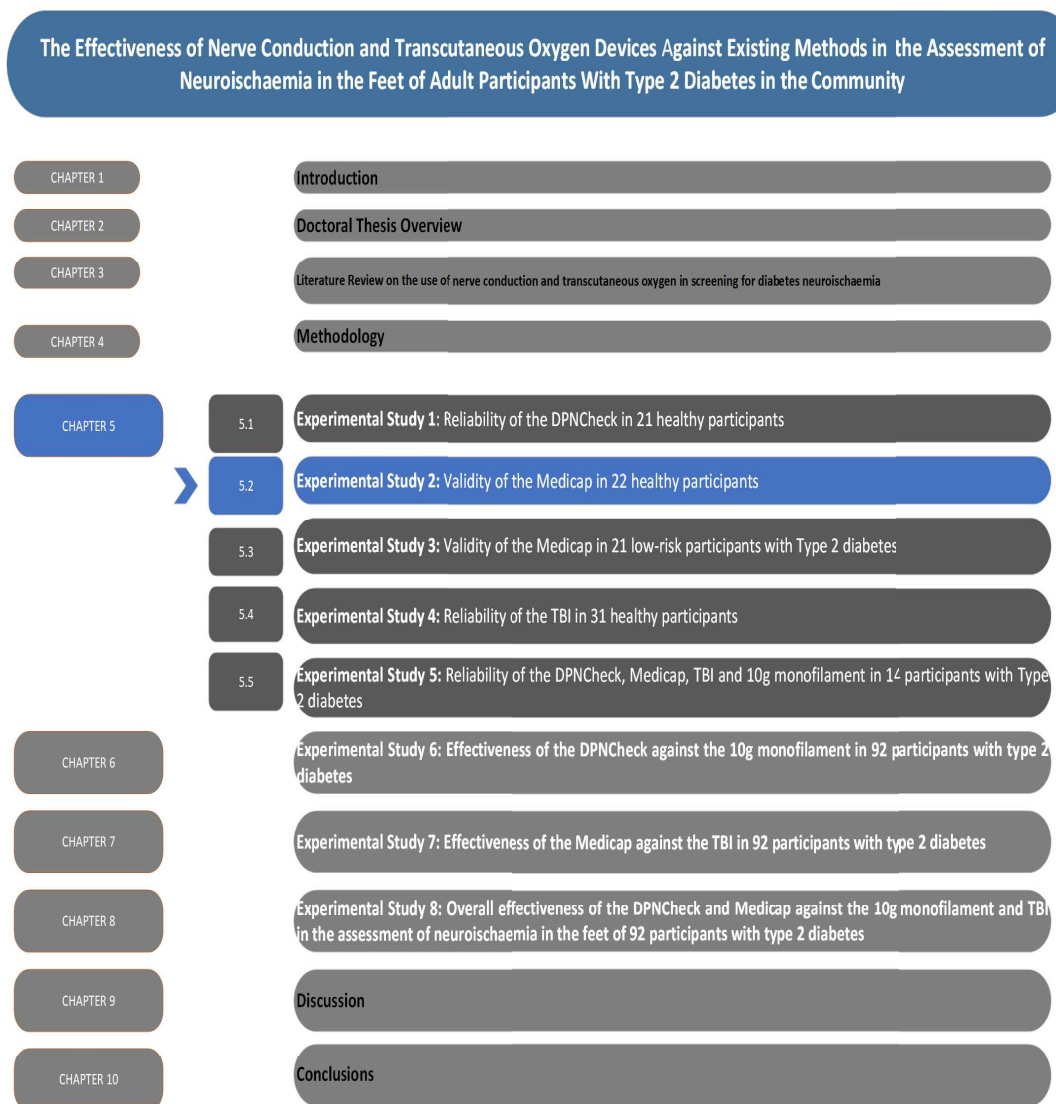 The Effectiveness of Nerve Conduction and Transcutaneous Oxygen Devices Against Existing Methods in the Assessment of
Neuroischaemia in the Feet of Adult Participants With Type 2 Diabetes in the Community
CHAPTER 1
Introduction
CHAPTER 2
Doctoral Thesis Overview
CHAPTER 3
Literature Review on the use of nerve conduction and transcutaneous oxygen in screening for diabetes neuroischaemia
CHAPTER 4
Methodology
CHAPTER 5
5.1
Experimental Study 1: Reliability of the DPNCheck in 21 healthy participants
5.2
Experimental Study 2: Validity of the Medicap in 22 healthy participants
5.3
Experimental Study 3: Validity of the Medicap in 21 low-risk participants with Type 2 diabetes
5.4
Experimental Study 4: Reliability of the TBI in 31 healthy participants
5.5
Experimental Study 5: Reliability of the DPNCheck, Medicap, TBI and 10g monofilament in 14 participants with Type
2 diabetes
CHAPTER 6
Experimental Study 6: Effectiveness of the DPNCheck against the 10g monofilament in 92 participants with type 2
diabetes
CHAPTER 7
Experimental Study 7: Effectiveness of the Medicap against the TBI in 92 participants with type 2 diabetes
CHAPTER 8
Experimental Study 8: Overall effectiveness of the DPNCheck and Medicap against the 10g monofilament and TBI
in the assessment of neuroischaemia in the feet of 92 participants with type 2 diabetes
CHAPTER 9
Discussion
CHAPTER 10
Conclusions